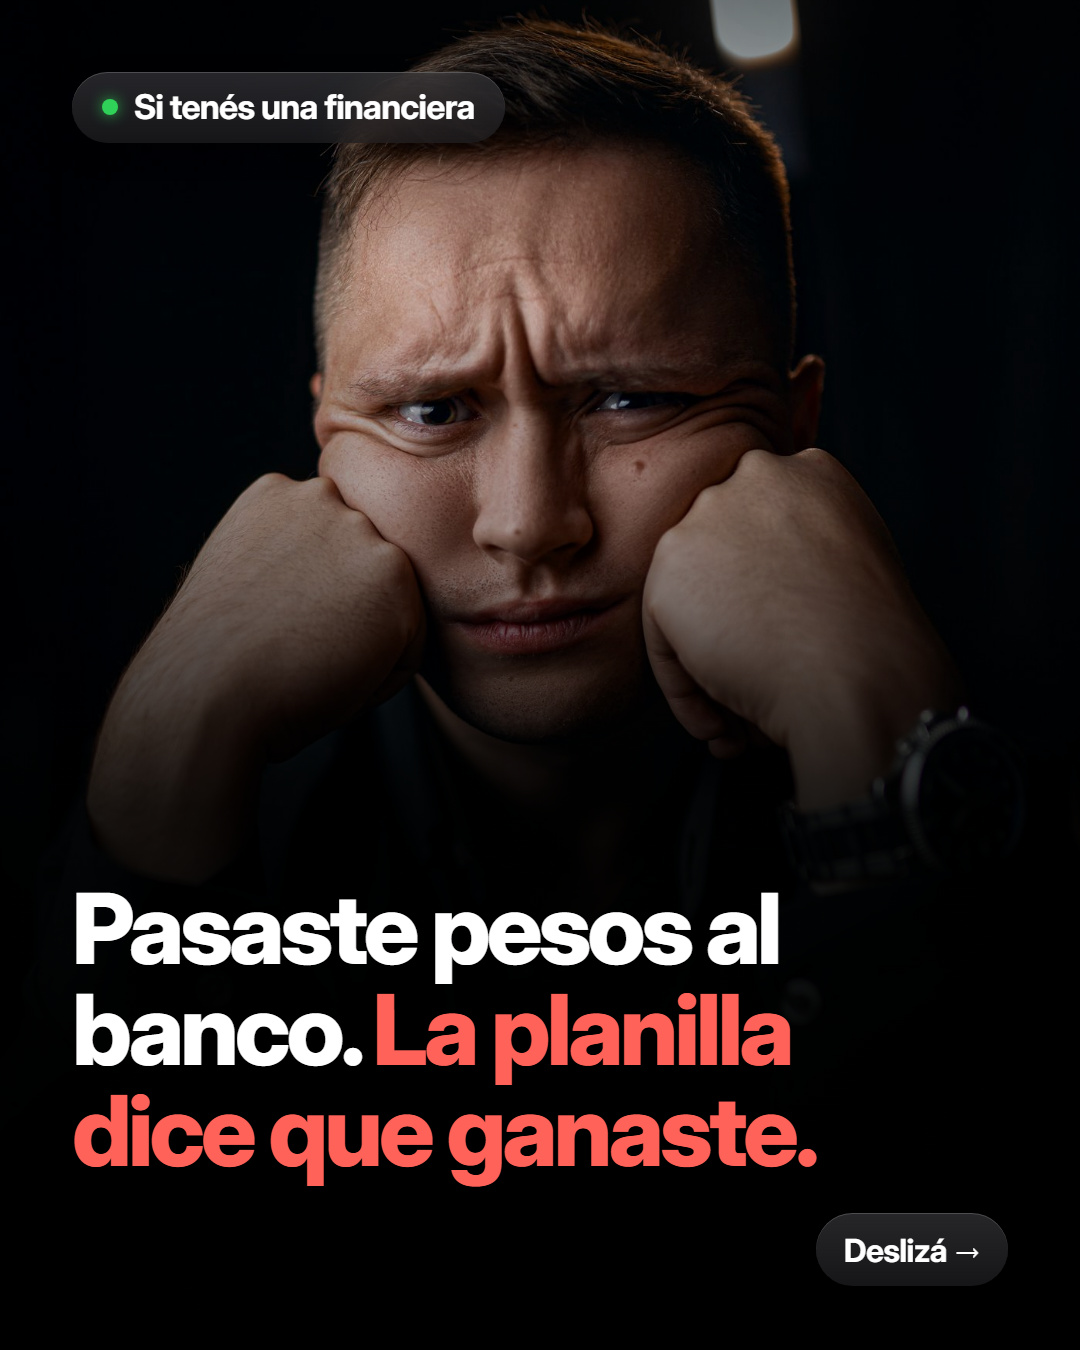 Si tenés una financiera
Pasaste pesos al
banco. La planilla
dice que ganaste.
Deslizá →